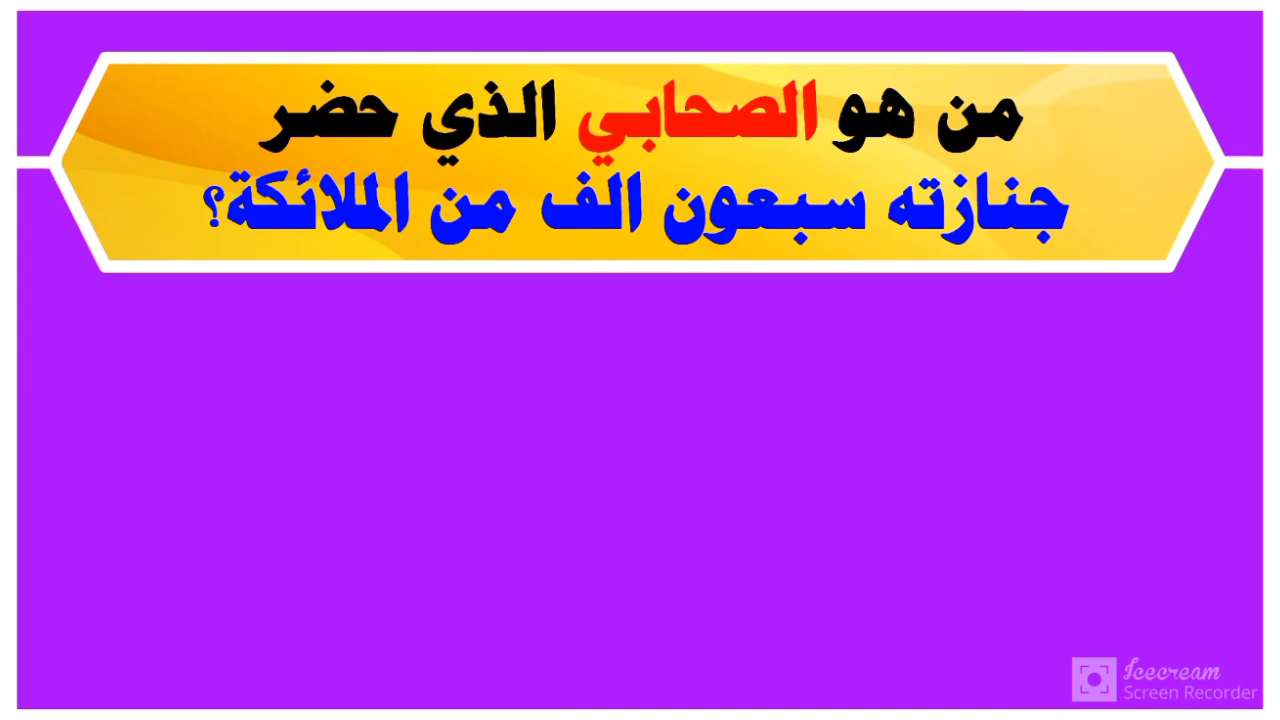 من هو الصحابي الذي حضر
جنازته سبعون الف من الملائكة؟
Icecream
Screen Recorder